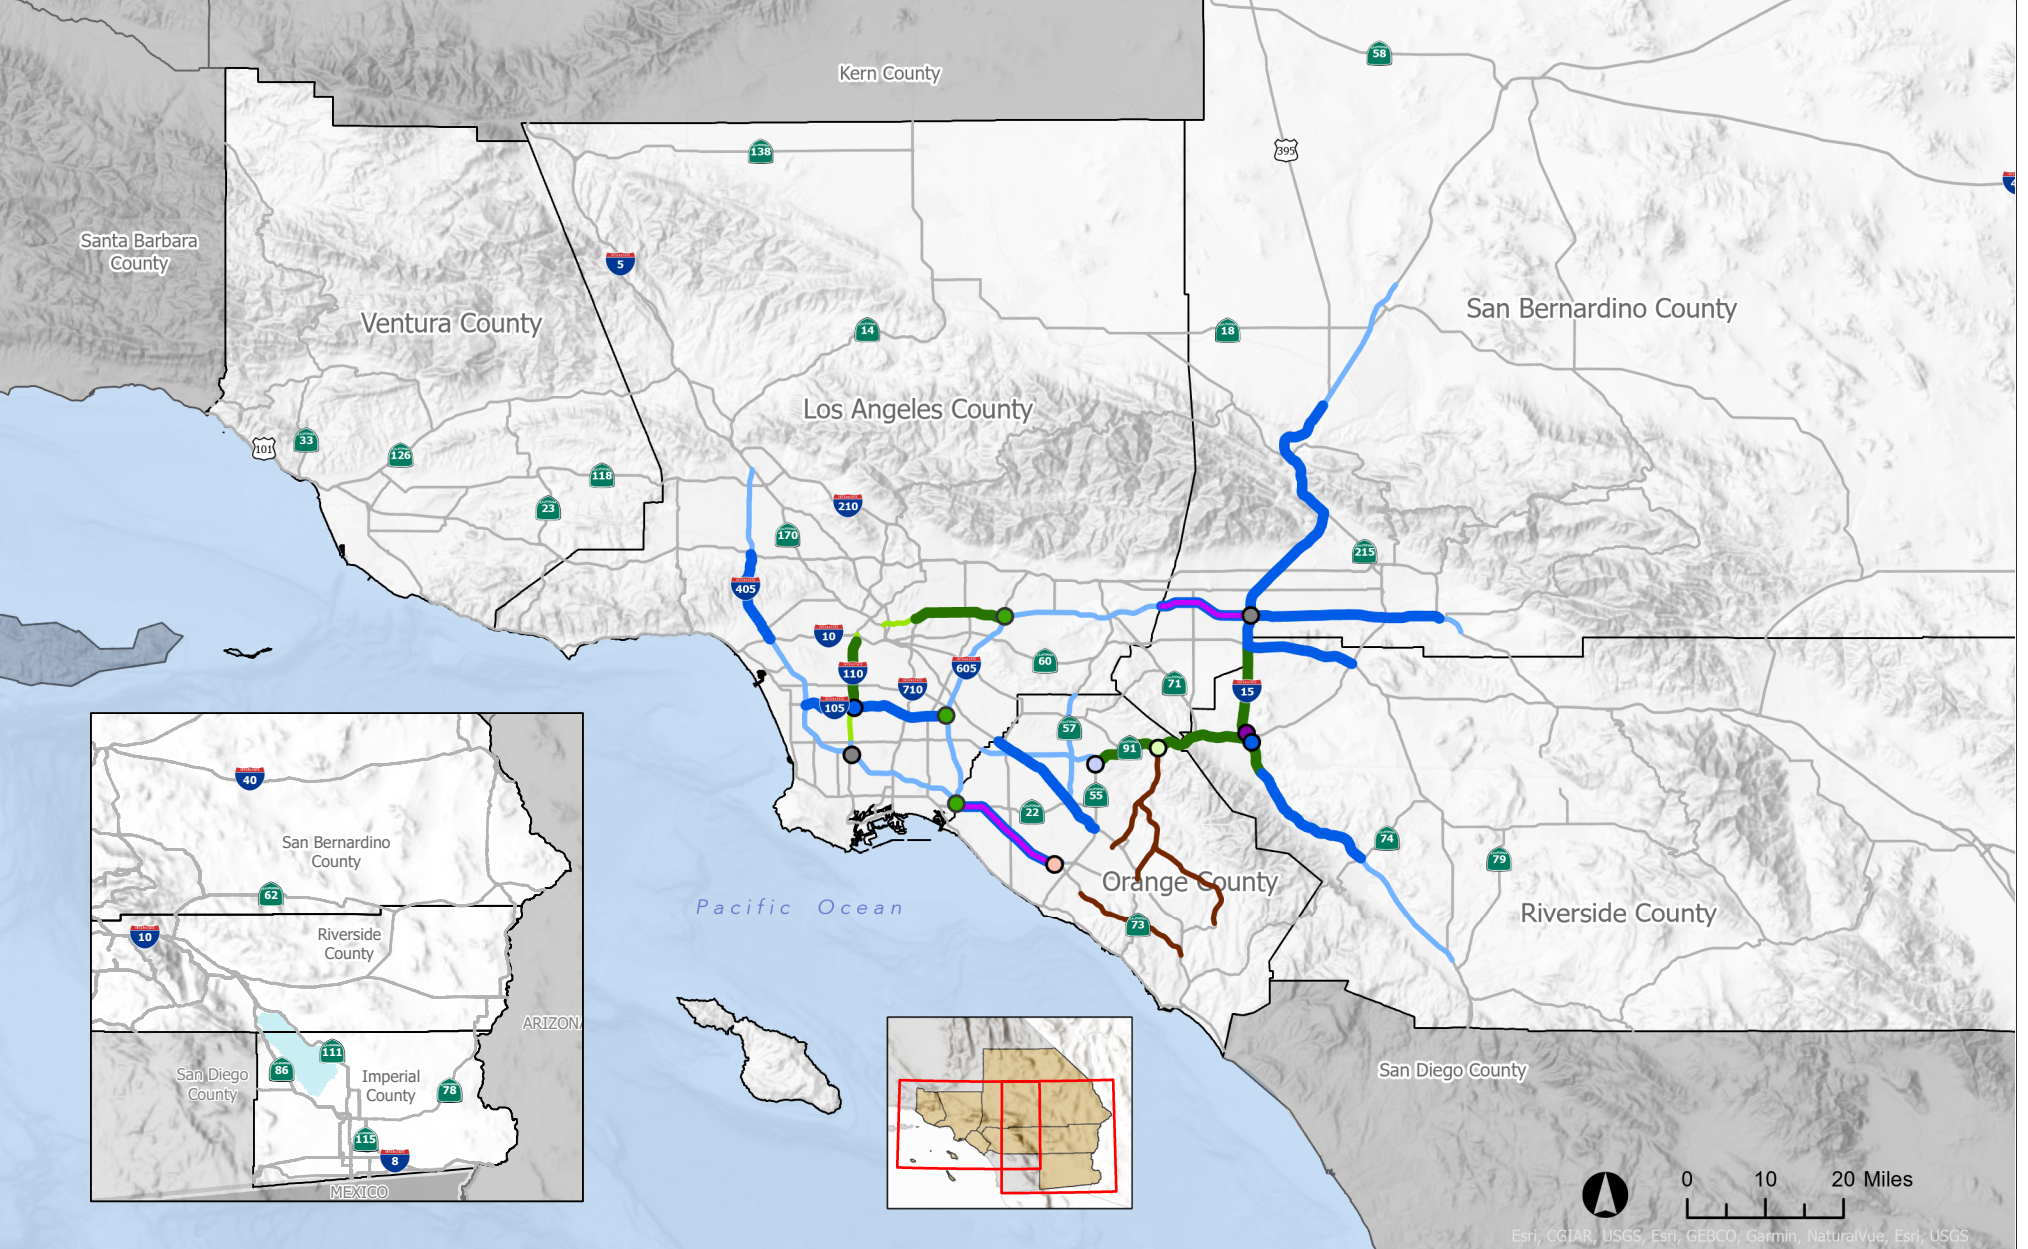 Kern County
58
138
395
Santa Barbara
County
5
Ventura County
14
18
San Bernardino County
Los Angeles County
101
33
126
118
23
210
170
215
405
10
110
605
60
710
71
105
15
57
91
55
22
74
79
Orange County
73
Riverside County
Pacific Ocean
San Diego County
40
San Bernardino
County
62
10
Riverside
County
ARIZONA
111
86
San Diego
County
Imperial
County
78
115
8
MEXICO
0 10 20 Miles
Esri, CGIAR, USGS, Esri, GEBCO, Garmin, NaturalVue, Esri, USGS